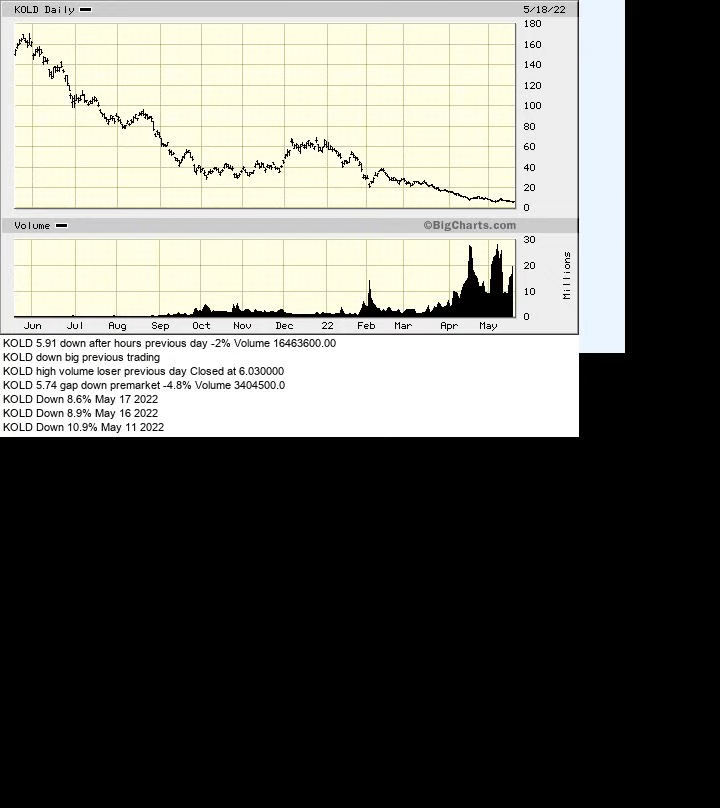 KOLD Daily 5/18/22
180
160
140
120
100
80
60
40
20
0
Volume ©BigCharts.com
30
20
10
0
Millions
Jun Jul Aug Sep Oct Nov Dec 22 Feb Mar Apr May
KOLD 5.91 down after hours previous day -2% Volume 16463600.00
KOLD down big previous trading
KOLD high volume loser previous day Closed at 6.030000
KOLD 5.74 gap down premarket -4.8% Volume 3404500.0
KOLD Down 8.6% May 17 2022
KOLD Down 8.9% May 16 2022
KOLD Down 10.9% May 11 2022